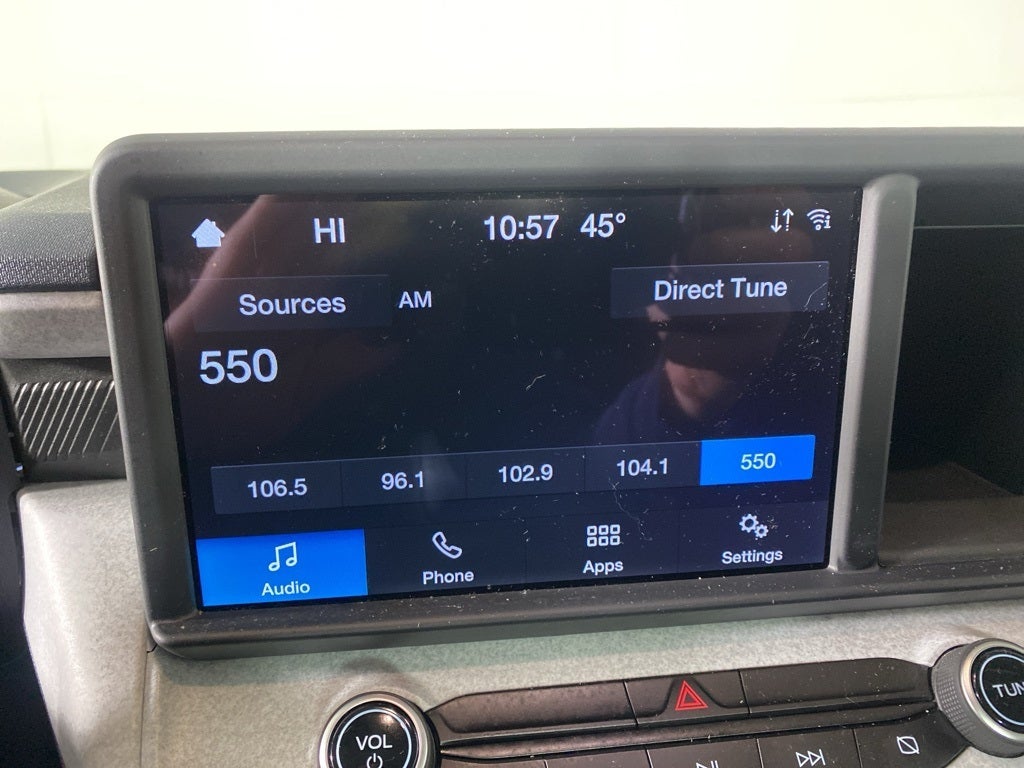 HI 10:57 45°
Sources AM Direct Tune
550
106.5 96.1 102.9 104.1 550
Audio Phone Apps Settings
VOL